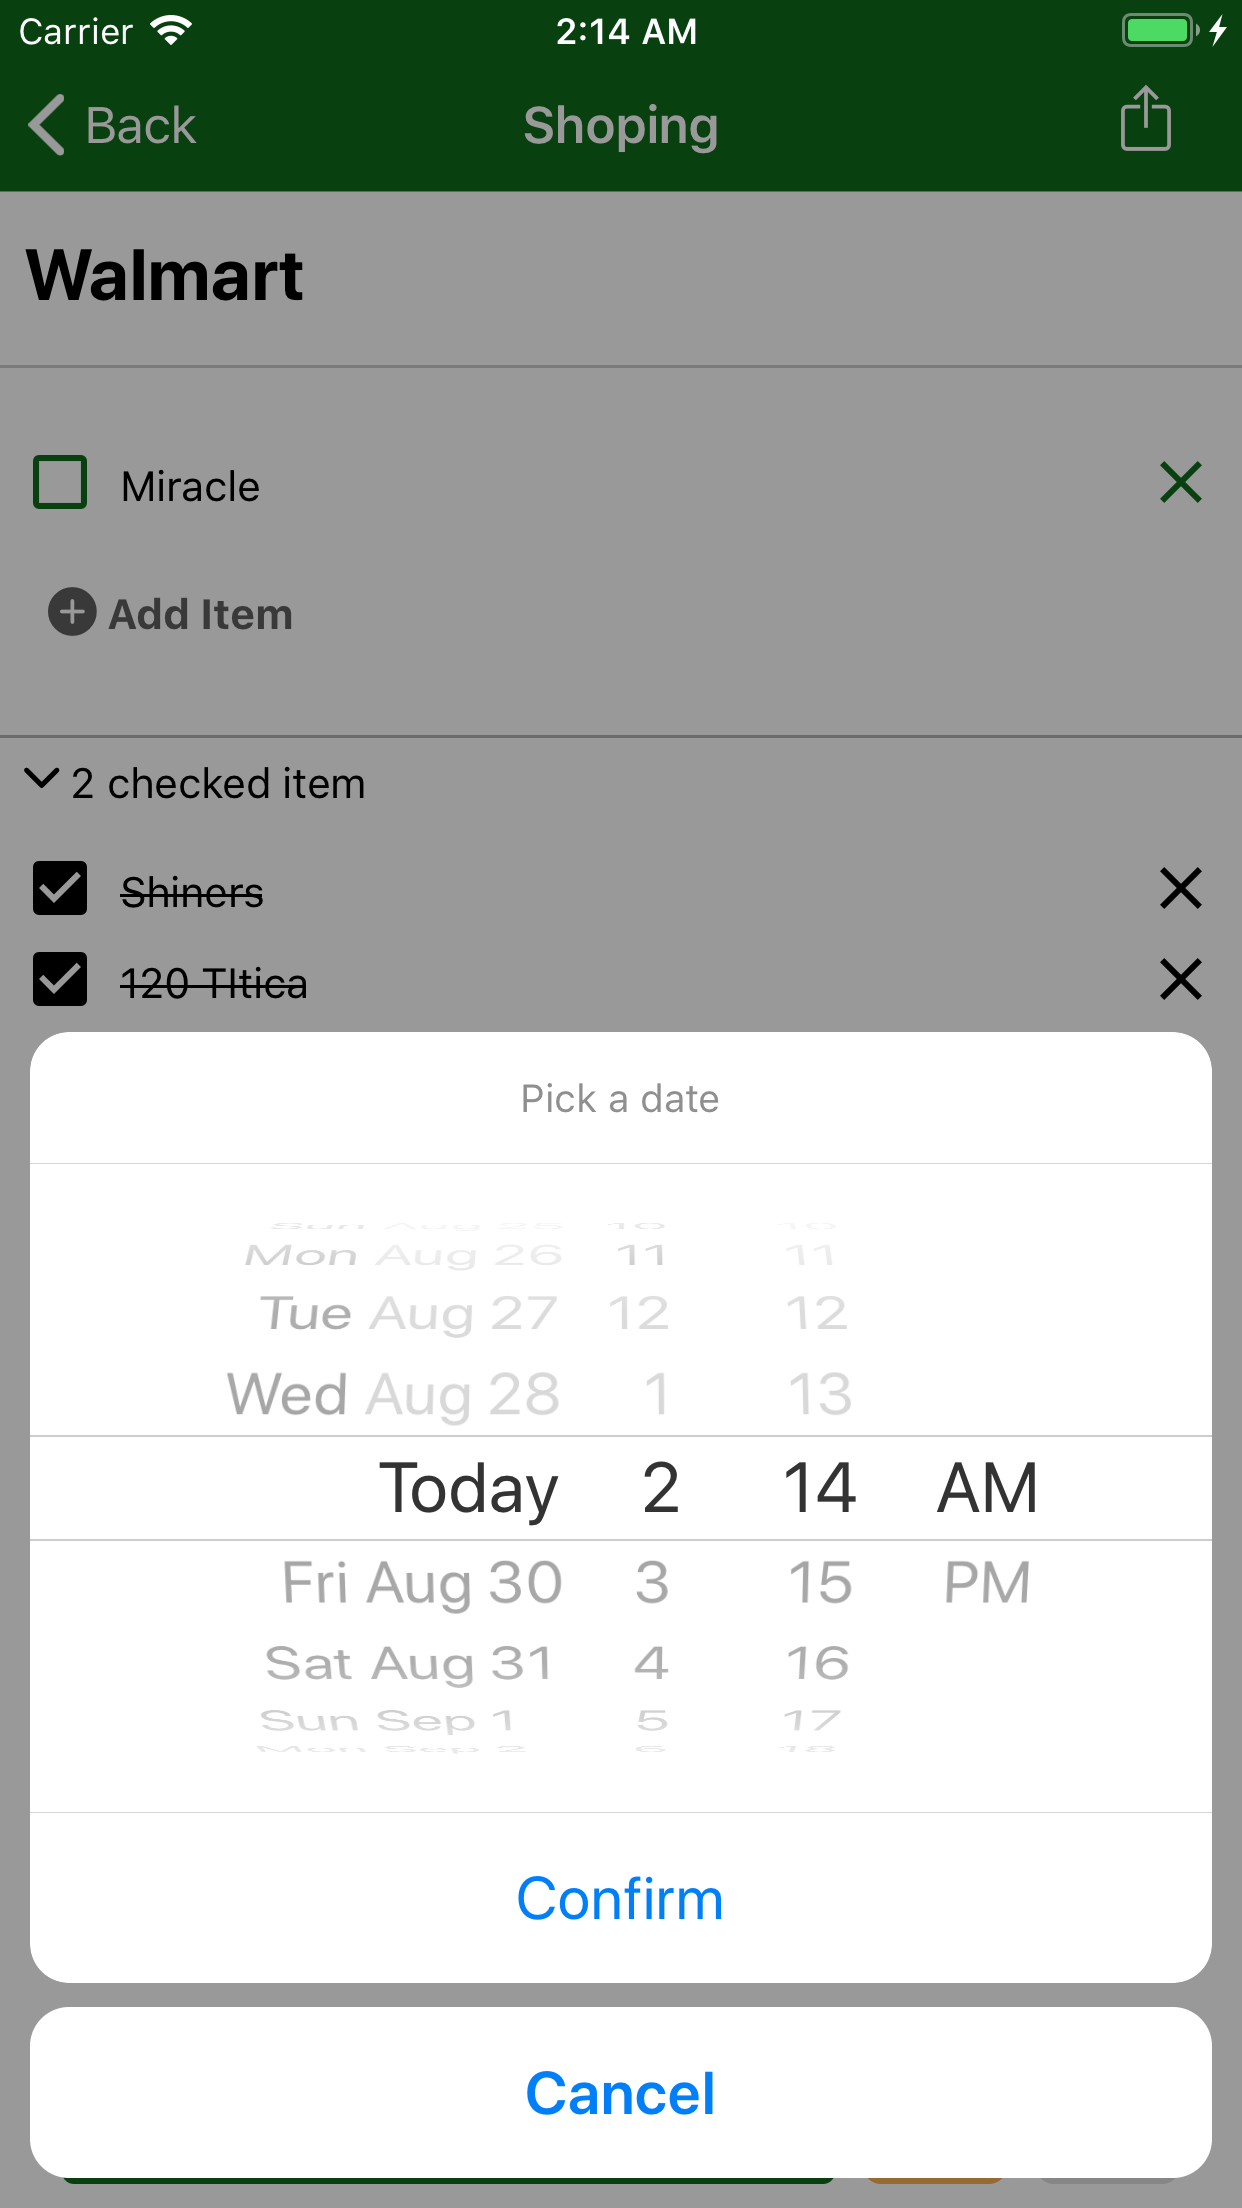 Carrier 2:14 AM
Back Shoping
Walmart
Miracle
Add Item
2 checked item
Shiners
120 TItica
Pick a date
Sun Aug 25 10 10
Mon Aug 26 11 11
Tue Aug 27 12 12
Wed Aug 28 1 13
Today 2 14 AM
Fri Aug 30 3 15 PM
Sat Aug 31 4 16
Sun Sep 1 5 17
Mon Sep 2 6 18
Confirm
Cancel